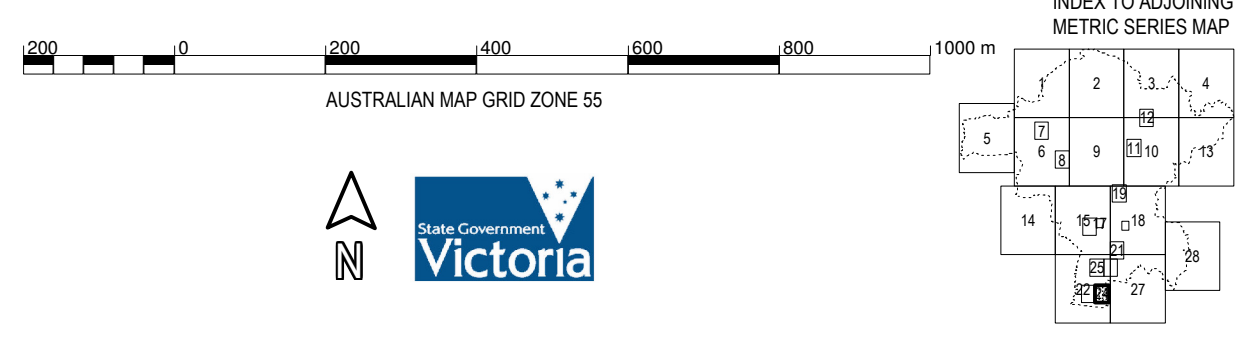 INDEX TO ADJOINING
METRIC SERIES MAP
200 0 200 400 600 800 1000 m
AUSTRALIAN MAP GRID ZONE 55
1 2 3 4
12
5 7
6 8 9 11 10 13
19
14 15 17 18
21
28
25
22 27
N
State Government
Victoria